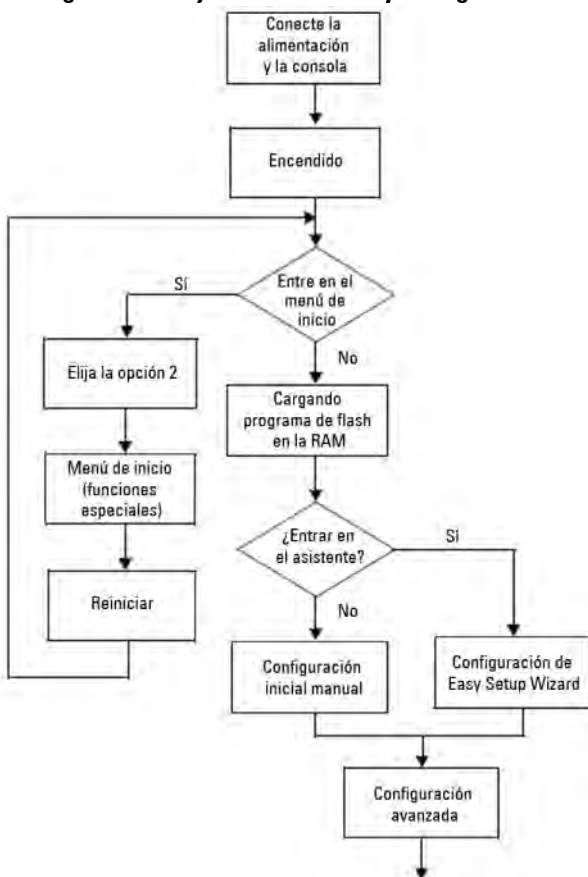 Conecte la
alimentación
y la consola
Encendido
Entre en el
menú de
inicio
Sí
No
Elija la opción 2
Cargando
programa de flash
en la RAM
Menú de inicio
(funciones
especiales)
¿Entrar en
el asistente?
Sí
No
Reiniciar
Configuración
inicial manual
Configuración de
Easy Setup Wizard
Configuración
avanzada